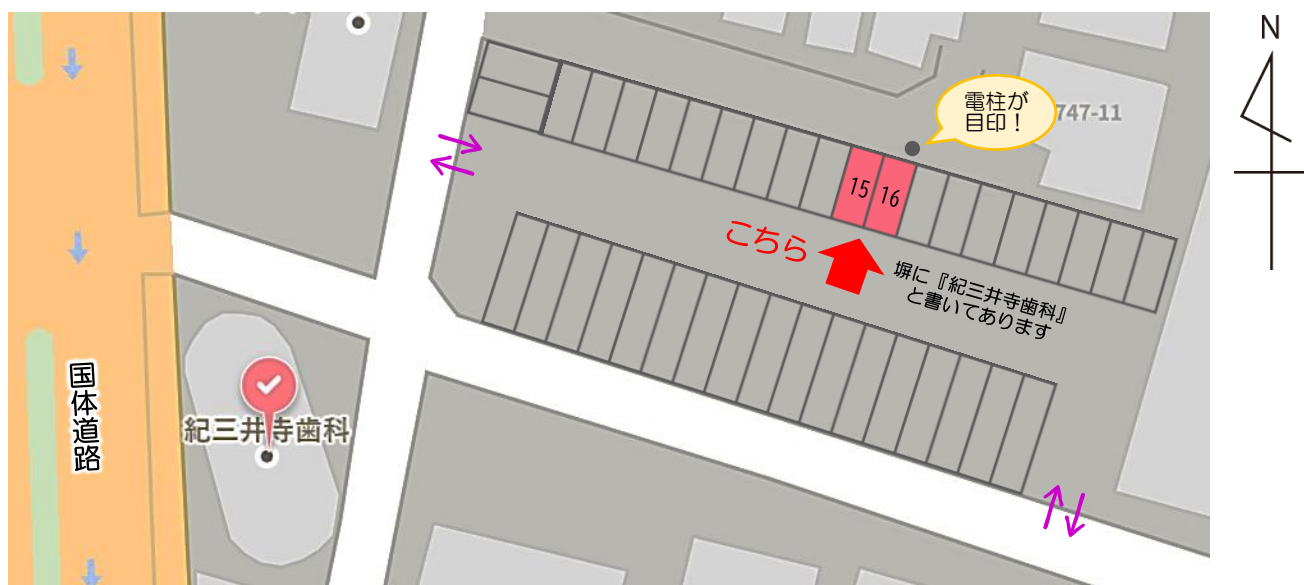 N
電柱が
目印！
747-11
15
16
こちら
塀に『紀三井寺歯科』
と書いてあります
国体道路
紀三井寺歯科